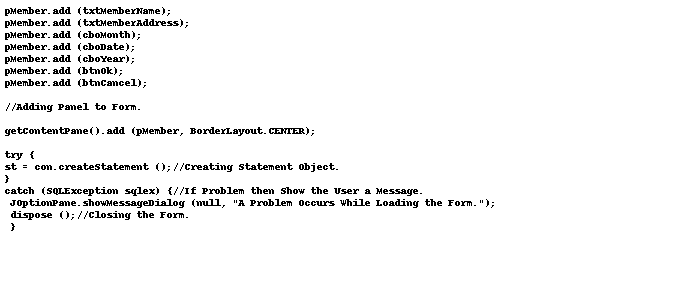 pMember.add (txtMemberName);
pMember.add (txtMemberAddress);
pMember.add (cboMonth);
pMember.add (cboDate);
pMember.add (cboYear);
pMember.add (btnOk);
pMember.add (btnCancel);

//Adding Panel to Form.

getContentPane().add (pMember, BorderLayout.CENTER);

try {
st = con.createStatement ();//Creating Statement Object.
}
catch (SQLException sqlex) {//If Problem then Show the User a Message.
 JOptionPane.showMessageDialog (null, "A Problem Occurs While Loading the Form.");
 dispose ();//Closing the Form.
 }